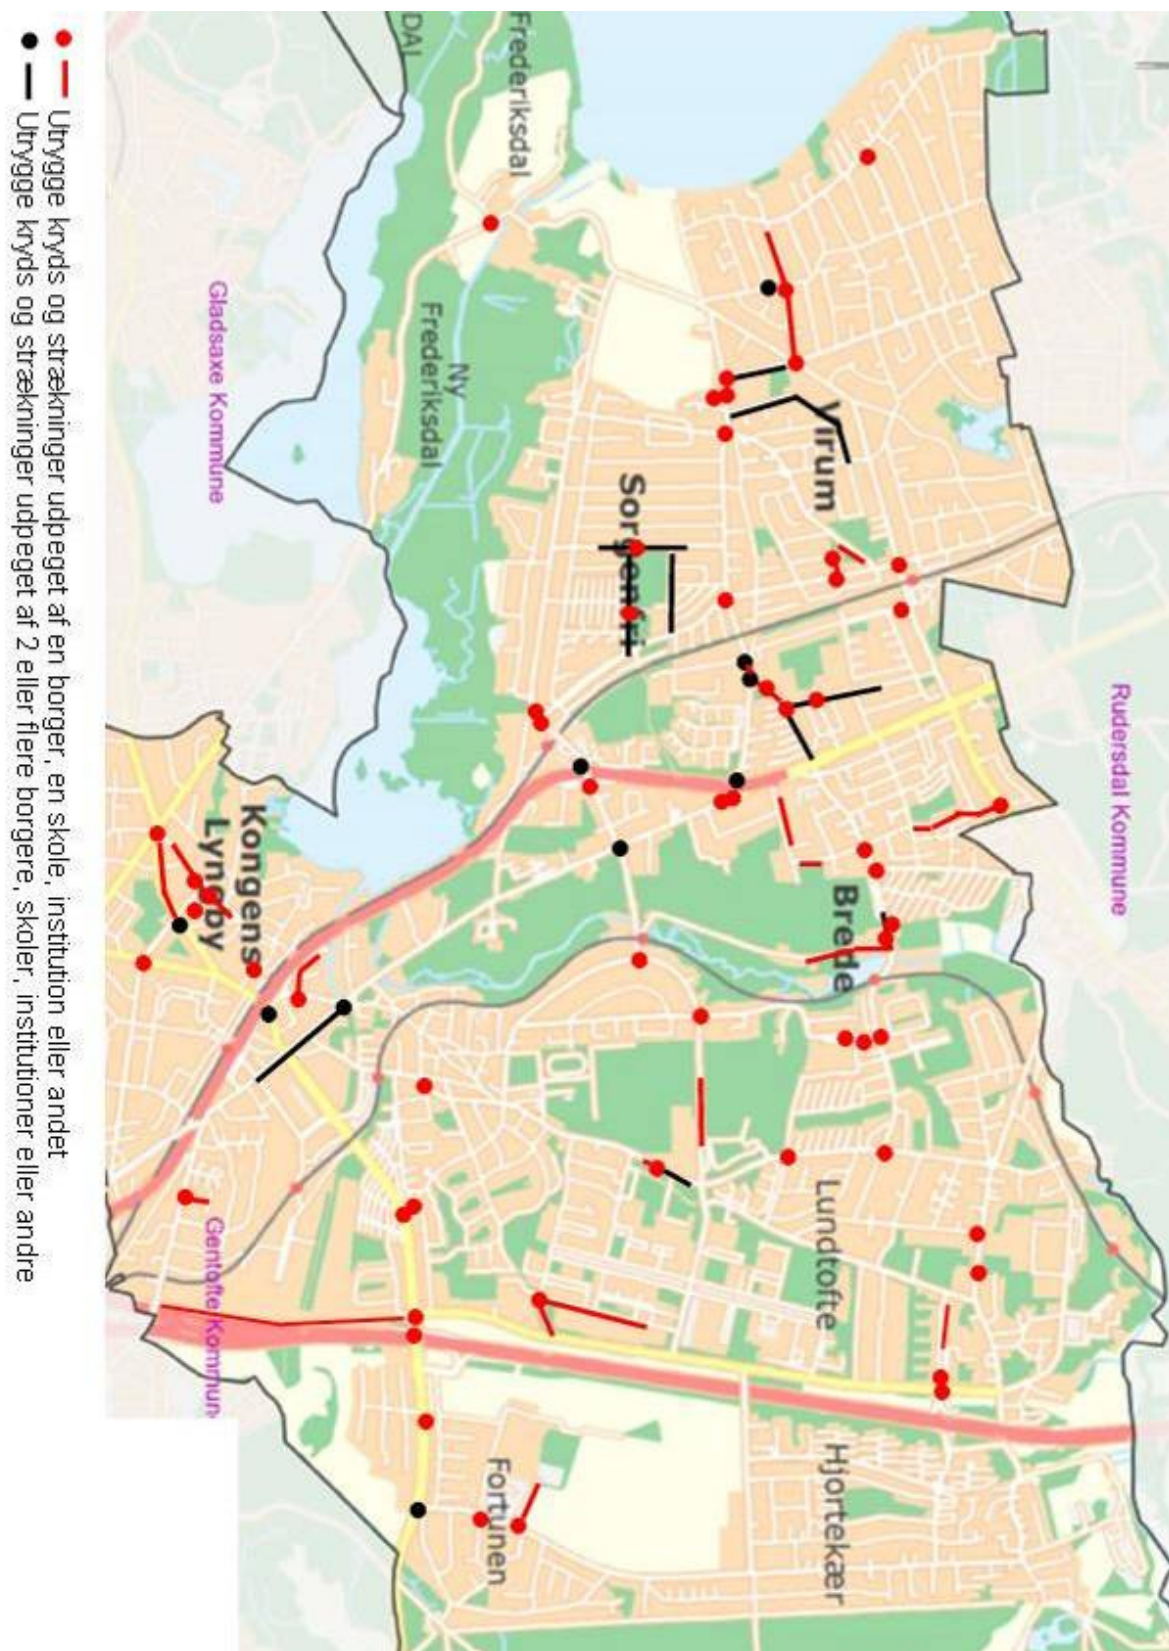 Frederiksdal
DAL
Ny
Frederiksdal
Gladsaxe Kommune
Virum
Sorgenfri
Rudersdal Kommune
Brede
Kongens
Lyngby
Lundtofte
Gentofte Kommune
Hjortekær
Fortunen
Utrygge kryds og strækninger udpeget af en borger, en skole, institution eller andet
Utrygge kryds og strækninger udpeget af 2 eller flere borgere, skoler, institutioner eller andre